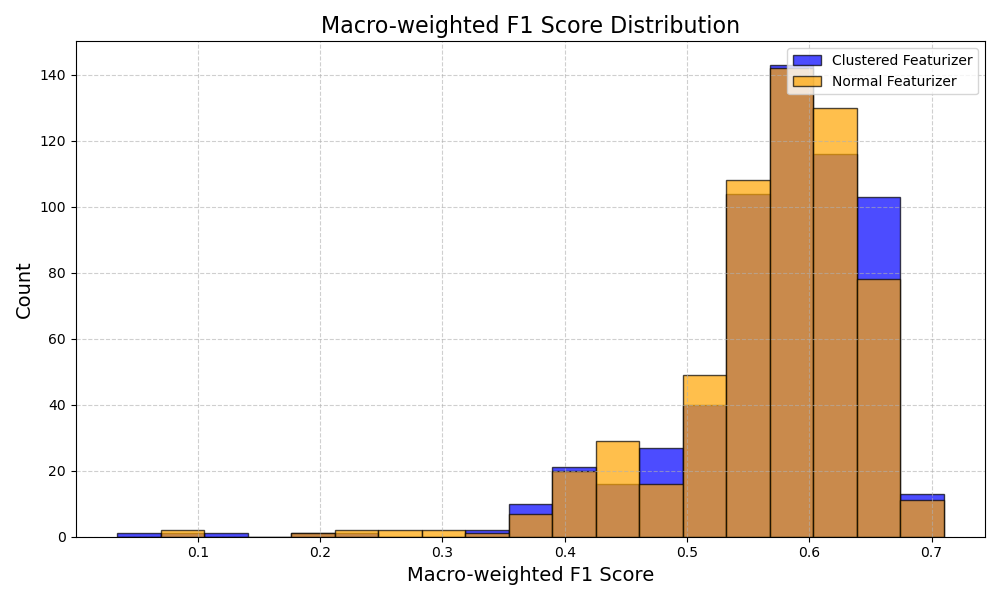 Macro-weighted F1 Score Distribution
Clustered Featurizer
Normal Featurizer
140
120
100
80
60
40
20
0
Count
0.1 0.2 0.3 0.4 0.5 0.6 0.7
Macro-weighted F1 Score